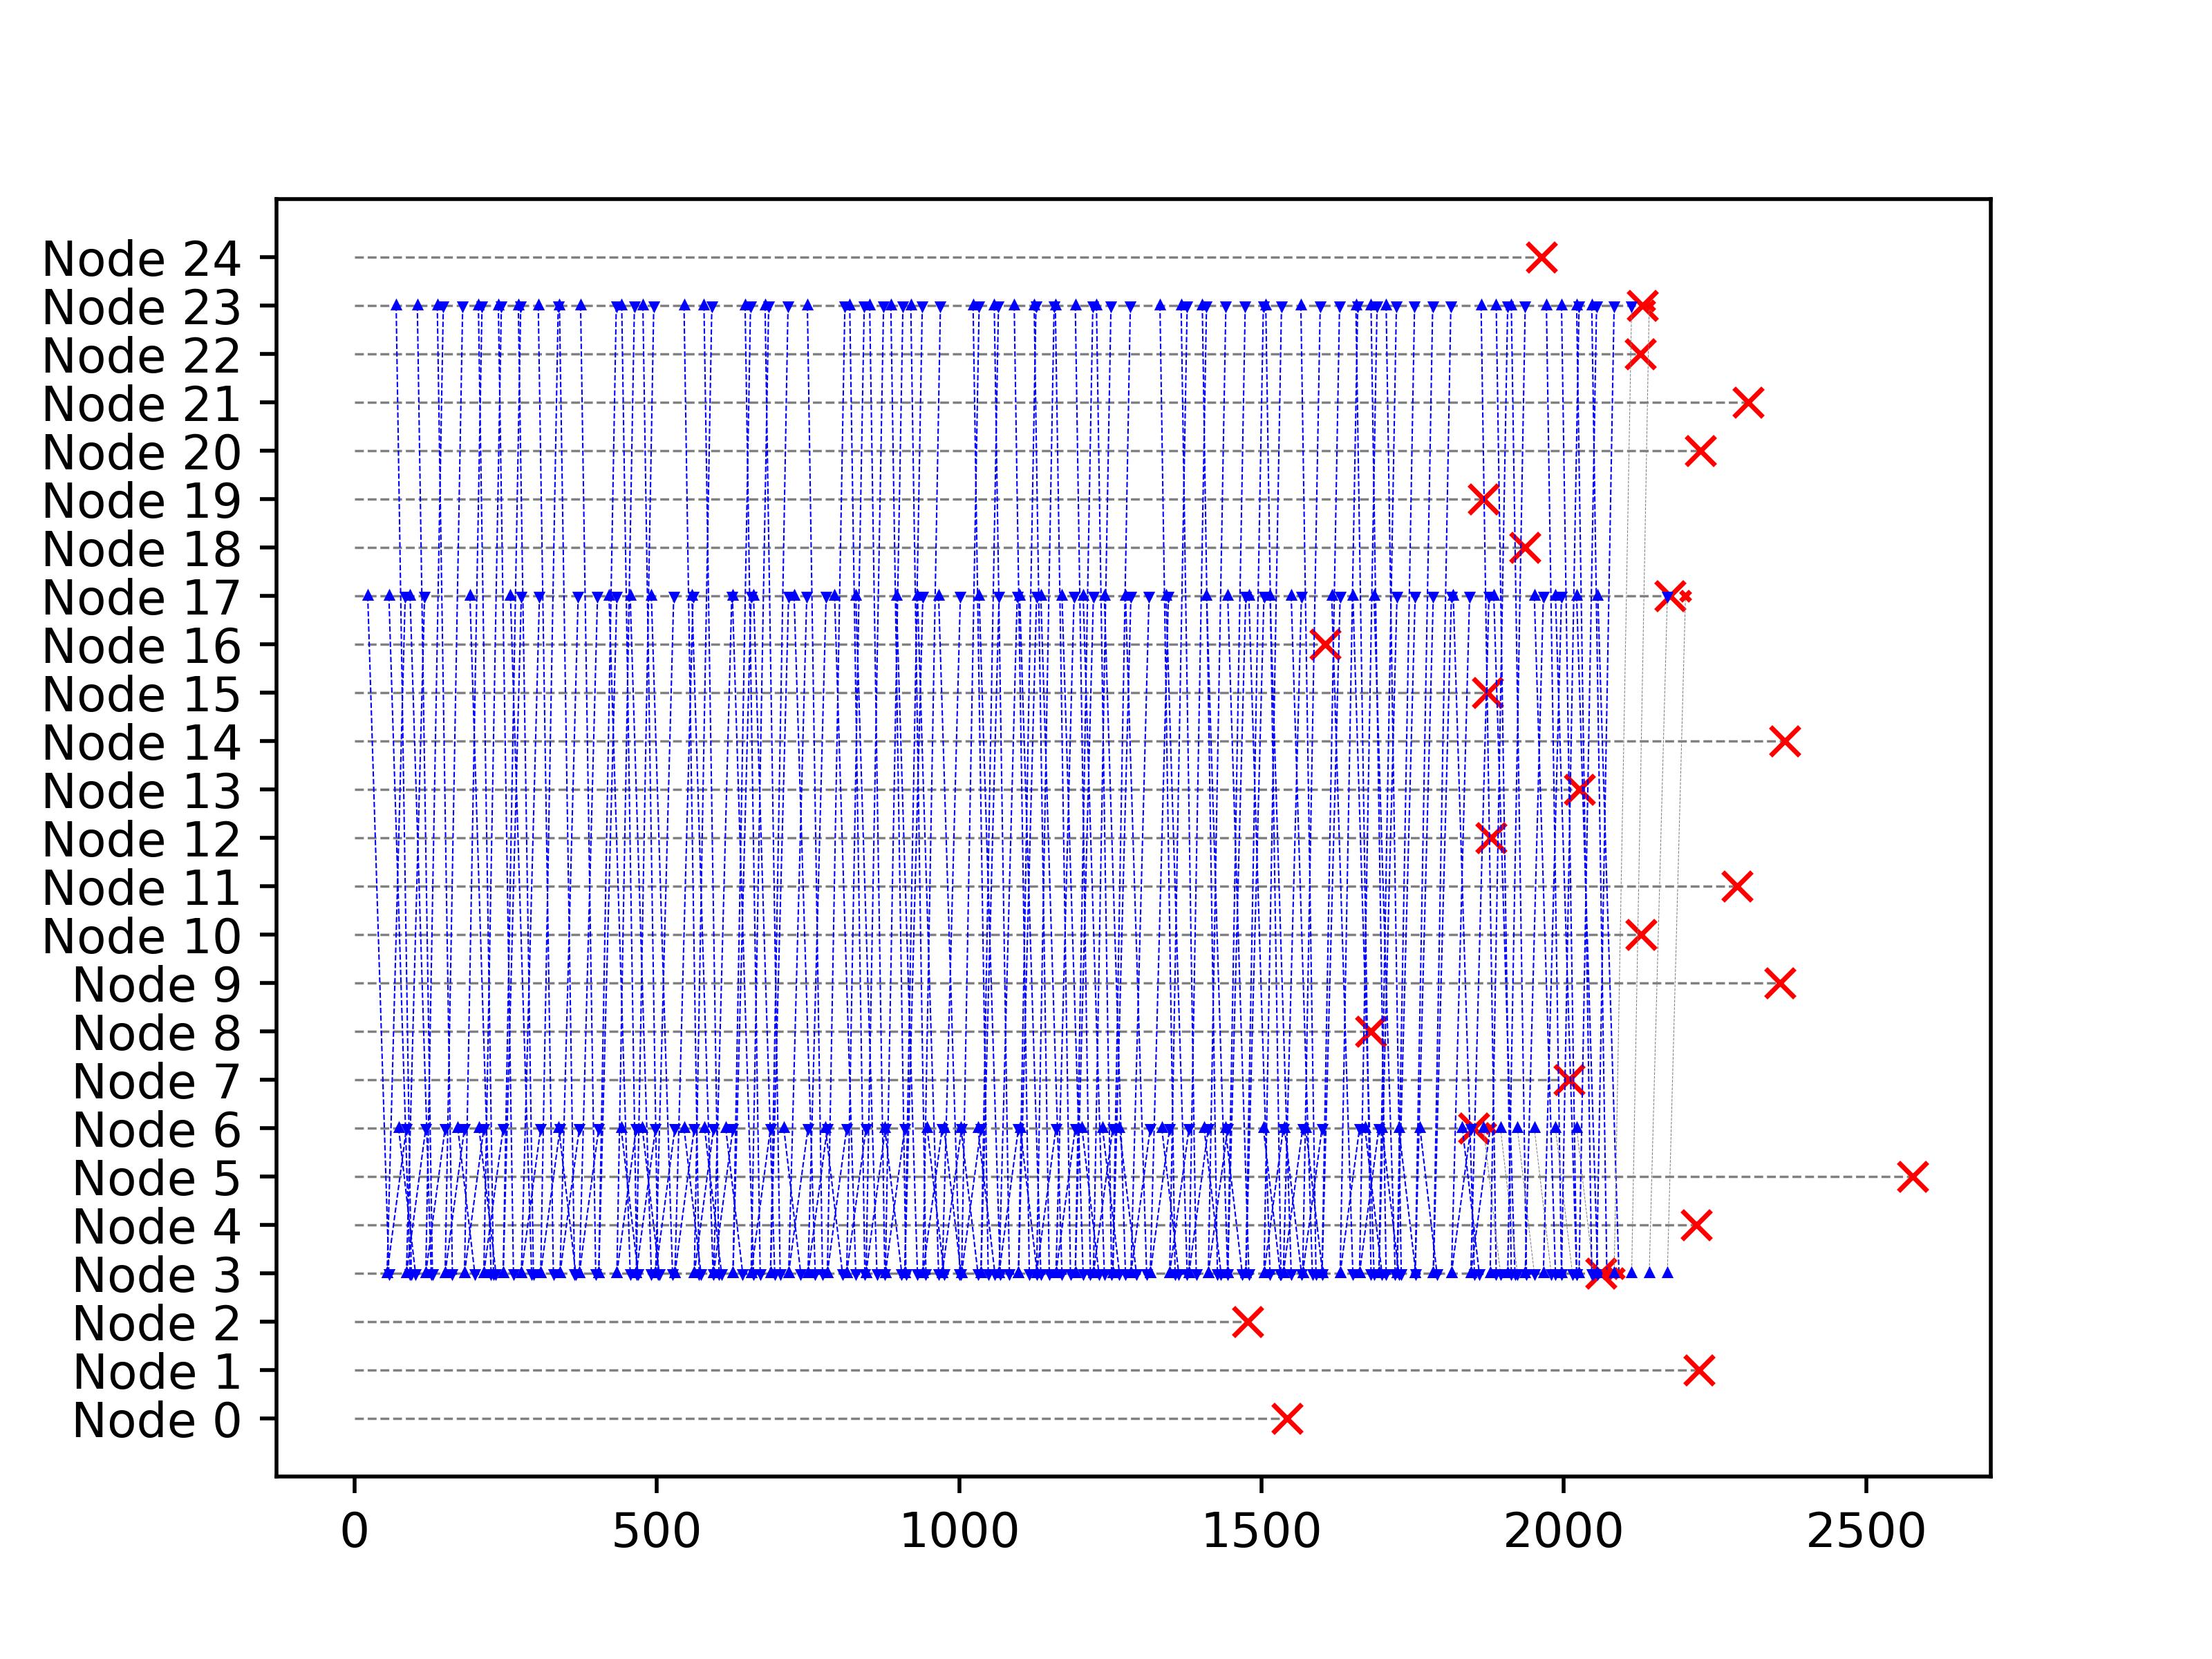 Node 24
Node 23
Node 22
Node 21
Node 20
Node 19
Node 18
Node 17
Node 16
Node 15
Node 14
Node 13
Node 12
Node 11
Node 10
Node 9
Node 8
Node 7
Node 6
Node 5
Node 4
Node 3
Node 2
Node 1
Node 0
0 500 1000 1500 2000 2500